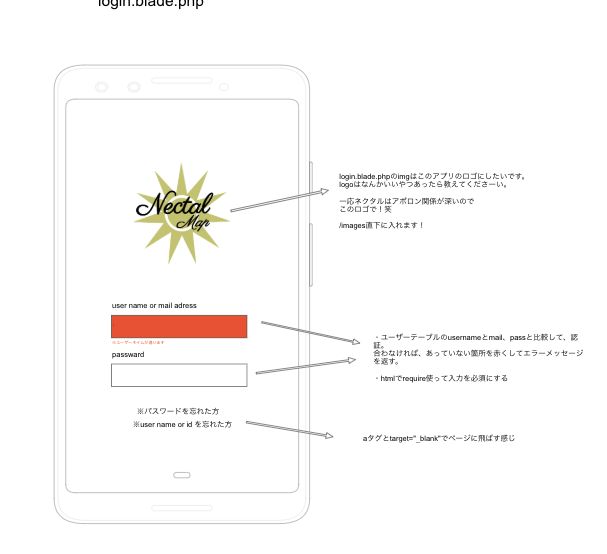 login.blade.php
login.blade.phpのimgはこのアプリのロゴにしたいです。
logoはなんかいいやつあったら教えてくださーい。
一応ネクタルはアポロン関係が深いので
このロゴで！笑
/images直下に入れます！
Nectal
Map
user name or mail adress
※ユーザーネイムが違います
passward
・ユーザーテーブルのusernameとmail、passと比較して、認
証。
合わなければ、あっていない箇所を赤くしてエラーメッセージ
を返す。
・htmlでrequire使って入力を必須にする
※パスワードを忘れた方
※user name or id を忘れた方
aタグとtarget="_blank"でページに飛ばす感じ